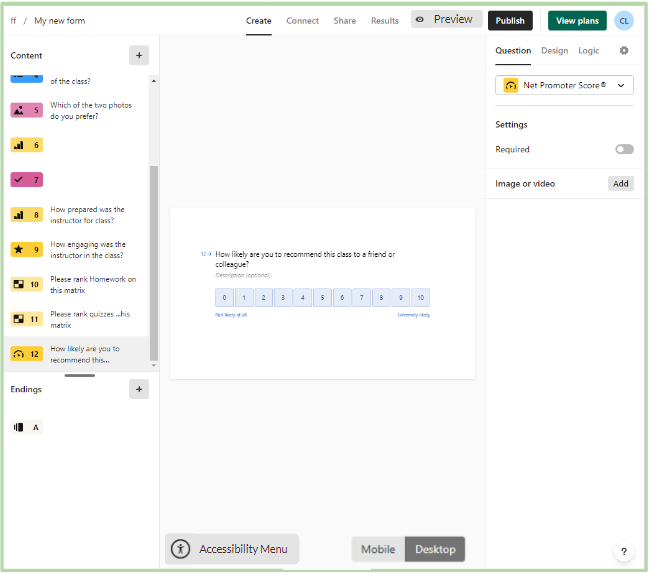 ff / My new form
Create Connect Share Results
Preview
Publish
View plans
CL
Content
+
of the class?
5 Which of the two photos
do you prefer?
6
7
8 How prepared was the
instructor for class?
9 How engaging was the
instructor in the class?
10 Please rank Homework on
this matrix
11 Please rank quizzes ...his
matrix
12 How likely are you to
recommend this...
Endings
+
A
12→ How likely are you to recommend this class to a friend or
colleague?
Description (optional)
0 1 2 3 4 5 6 7 8 9 10
Not likely at all Extremely likely
Accessibility Menu
Mobile Desktop
Question Design Logic
Net Promoter Score®
Settings
Required
Image or video Add
?